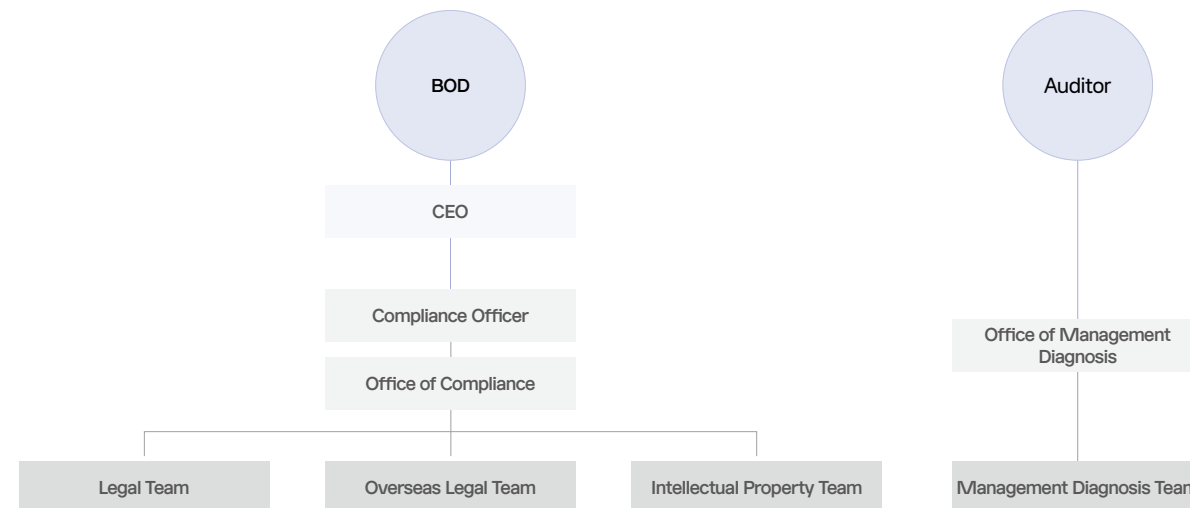 BOD
Auditor
CEO
Compliance Officer
Office of Management
Diagnosis
Office of Compliance
Legal Team
Overseas Legal Team
Intellectual Property Team
Management Diagnosis Team